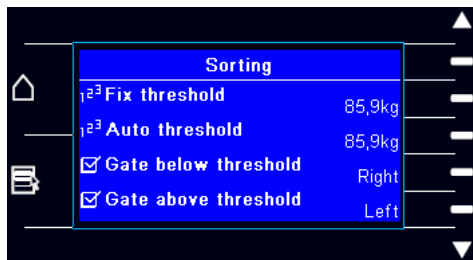 Sorting
123 Fix threshold
85,9kg
123 Auto threshold
85,9kg
Gate below threshold
Right
Gate above threshold
Left